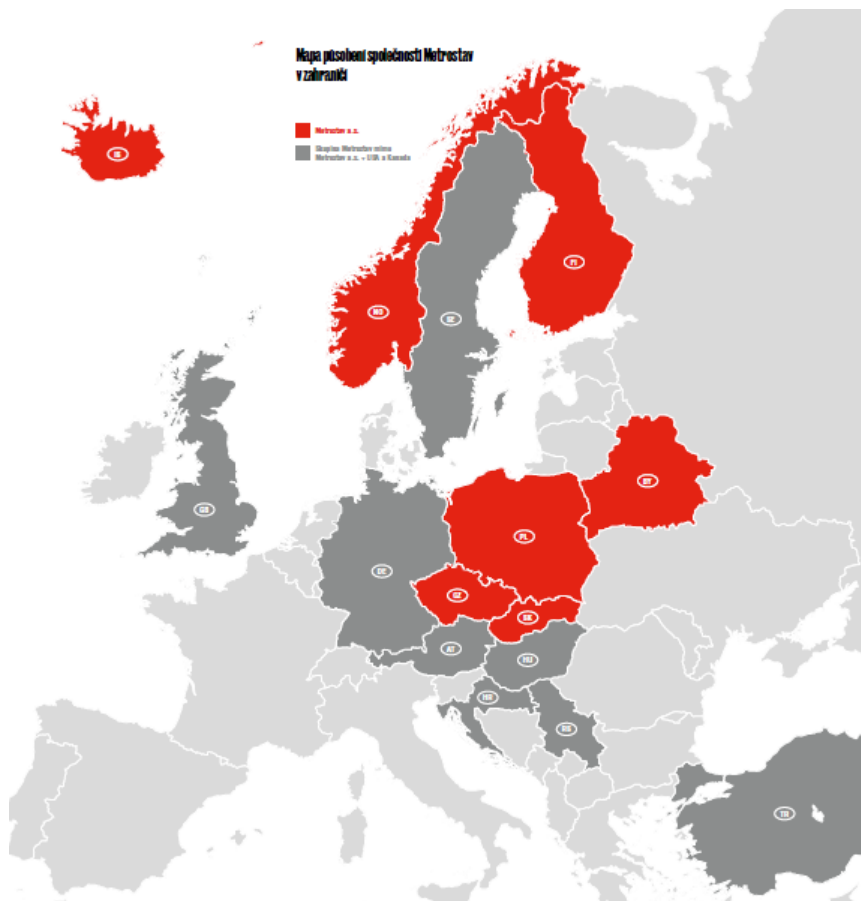 Mapa působení společnosti Metrostav
v zahraničí
Metrostav a.s.
Skupina Metrostav mimo
Metrostav a.s. + USA a Kanada
IS
NO
SE
FI
GB
BY
PL
DE
CZ
SK
AT
HU
HR
TR